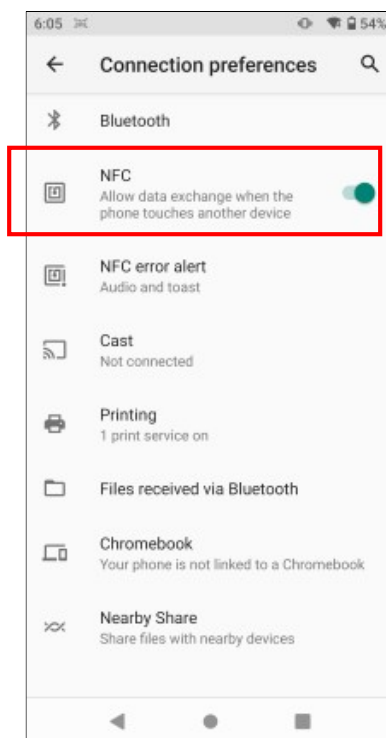 6:05 54%
Connection preferences
Bluetooth
NFC
Allow data exchange when the
phone touches another device
NFC error alert
Audio and toast
Cast
Not connected
Printing
1 print service on
Files received via Bluetooth
Chromebook
Your phone is not linked to a Chromebook
Nearby Share
Share files with nearby devices